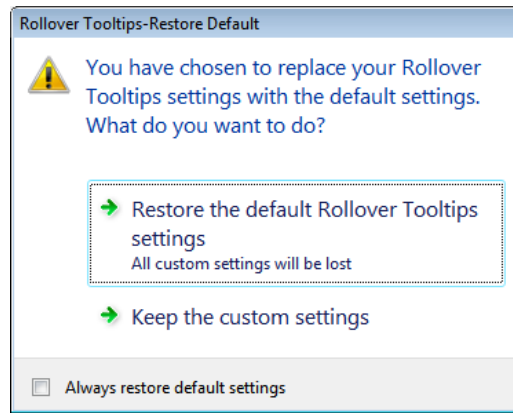 Rollover Tooltips-Restore Default
You have chosen to replace your Rollover
Tooltips settings with the default settings.
What do you want to do?
Restore the default Rollover Tooltips
settings
All custom settings will be lost
Keep the custom settings
Always restore default settings